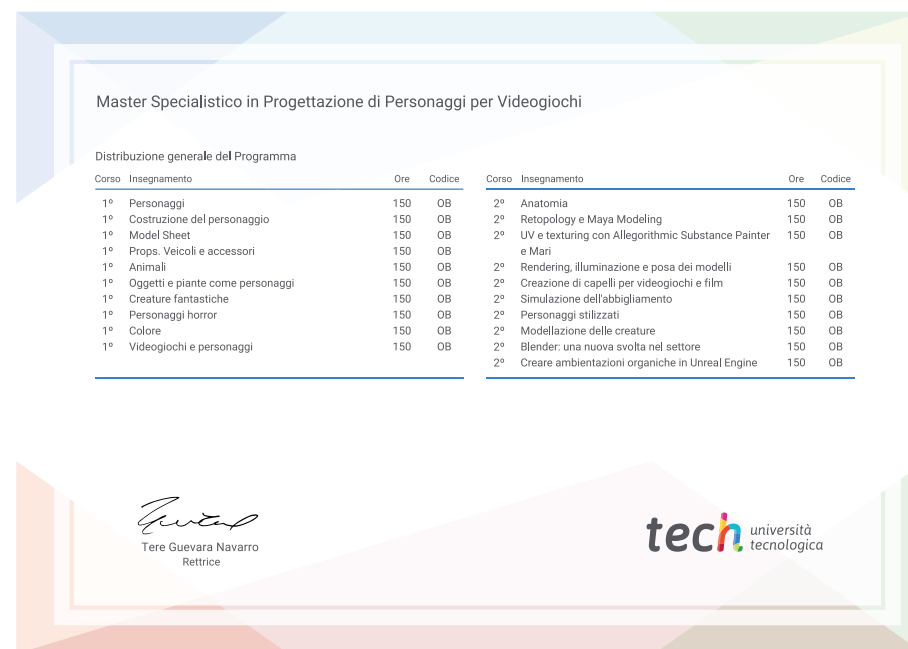 Master Specialistico in Progettazione di Personaggi per Videogiochi
Distribuzione generale del Programma
Corso Insegnamento Ore Codice
1º Personaggi 150 OB
1º Costruzione del personaggio 150 OB
1º Model Sheet 150 OB
1º Props. Veicoli e accessori 150 OB
1º Animali 150 OB
1º Oggetti e piante come personaggi 150 OB
1º Creature fantastiche 150 OB
1º Personaggi horror 150 OB
1º Colore 150 OB
1º Videogiochi e personaggi 150 OB
Corso Insegnamento Ore Codice
2º Anatomia 150 OB
2º Retopology e Maya Modeling 150 OB
2º UV e texturing con Allegorithmic Substance Painter 150 OB
e Mari
2º Rendering, illuminazione e posa dei modelli 150 OB
2º Creazione di capelli per videogiochi e film 150 OB
2º Simulazione dell'abbigliamento 150 OB
2º Personaggi stilizzati 150 OB
2º Modellazione delle creature 150 OB
2º Blender: una nuova svolta nel settore 150 OB
2º Creare ambientazioni organiche in Unreal Engine 150 OB
Tere Guevara Navarro
Rettrice
tech università
tecnologica